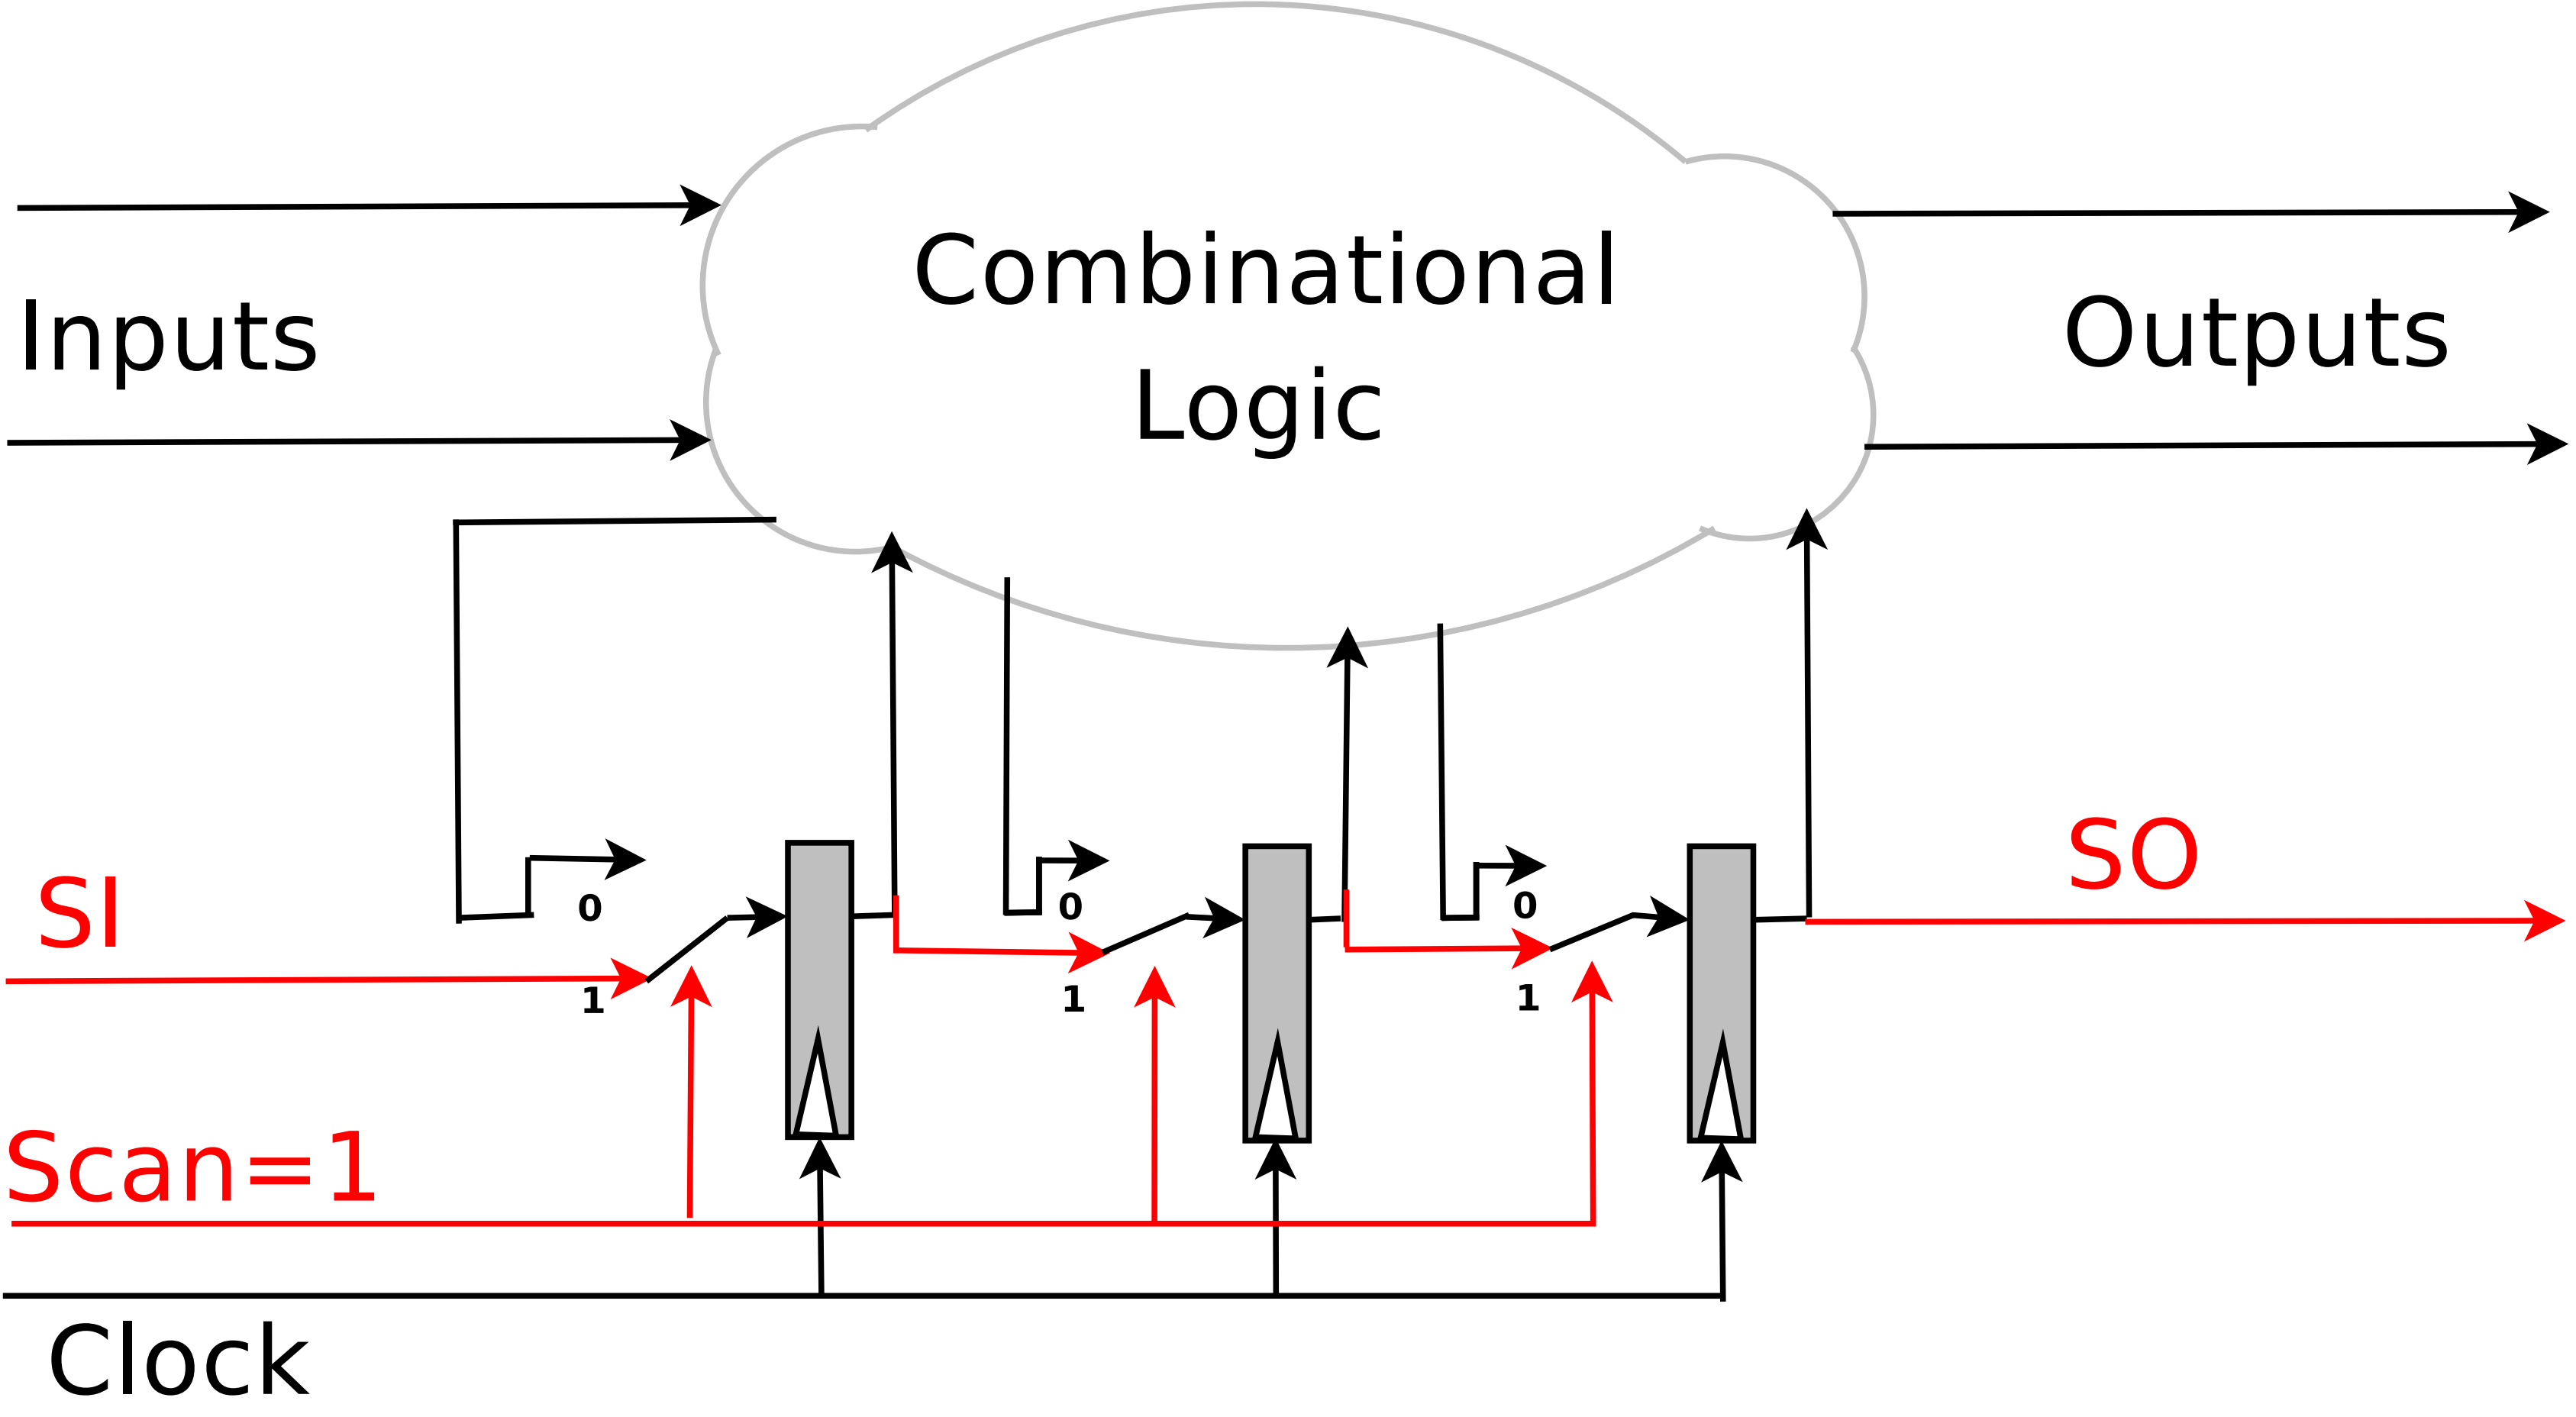 Combinational
Logic
Inputs
Outputs
SI
0
0
0
SO
1
1
1
Scan=1
Clock